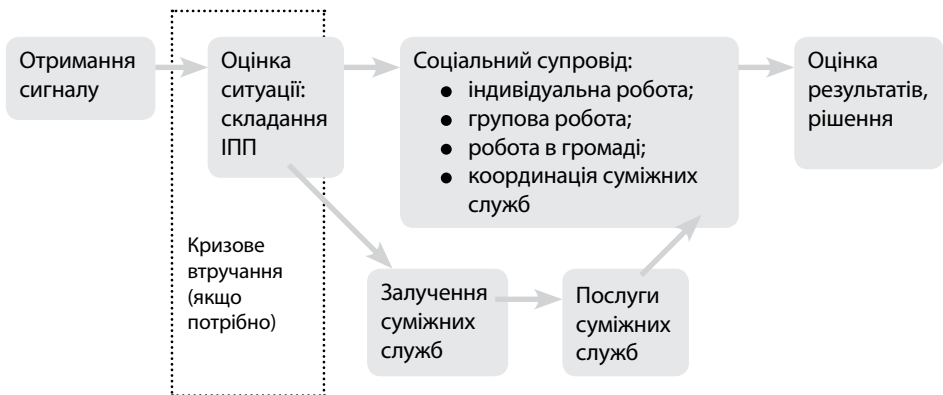 Отримання
сигналу
Оцінка
ситуації:
складання
ІПП
Соціальний супровід:
● індивідуальна робота;
● групова робота;
● робота в громаді;
● координація суміжних
служб
Оцінка
результатів,
рішення
Кризове
втручання
(якщо
потрібно)
Залучення
суміжних
служб
Послуги
суміжних
служб